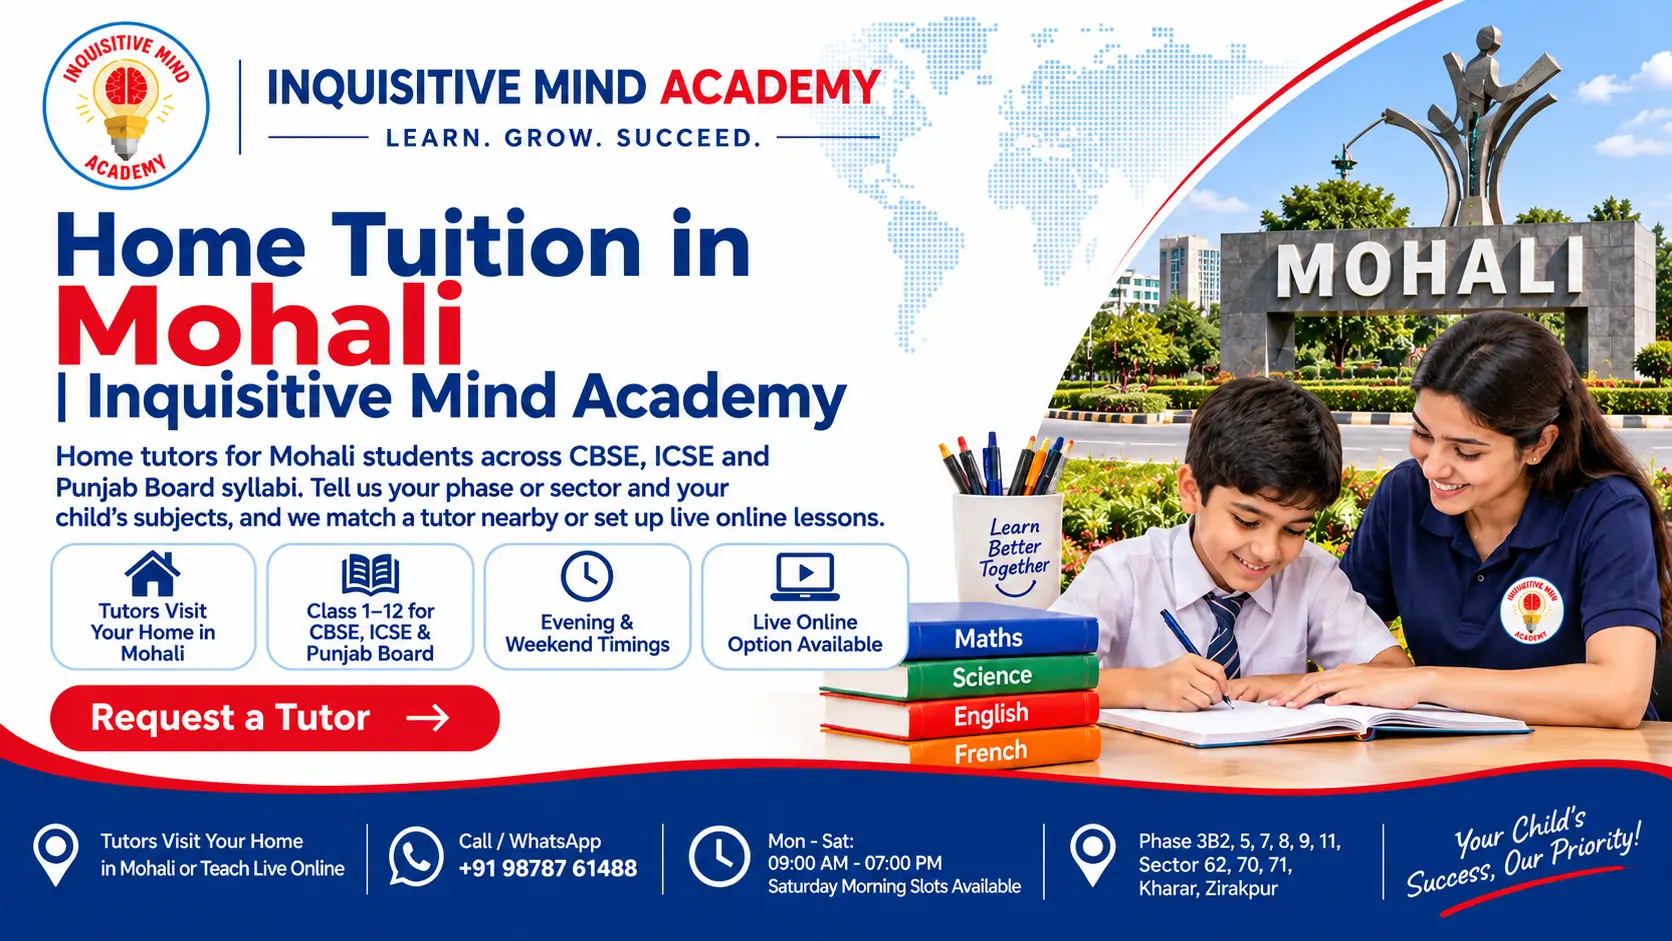 INQUISITIVE MIND
ACADEMY
INQUISITIVE MIND ACADEMY
LEARN. GROW. SUCCEED.
Home Tuition in
Mohali
| Inquisitive Mind Academy
Home tutors for Mohali students across CBSE, ICSE and
Punjab Board syllabi. Tell us your phase or sector and your
child's subjects, and we match a tutor nearby or set up live online lessons.
Tutors Visit
Your Home in
Mohali
Class 1–12 for
CBSE, ICSE &
Punjab Board
Evening &
Weekend Timings
Live Online
Option Available
Request a Tutor
MOHALI
Learn
Better
Together
Maths
Science
English
French
INQUISITIVE MIND
ACADEMY
Tutors Visit Your Home
in Mohali or Teach Live Online
Call / WhatsApp
+91 98787 61488
Mon - Sat:
09:00 AM - 07:00 PM
Saturday Morning Slots Available
Phase 3B2, 5, 7, 8, 9, 11,
Sector 62, 70, 71,
Kharar, Zirakpur
Your Child's
Success, Our Priority!